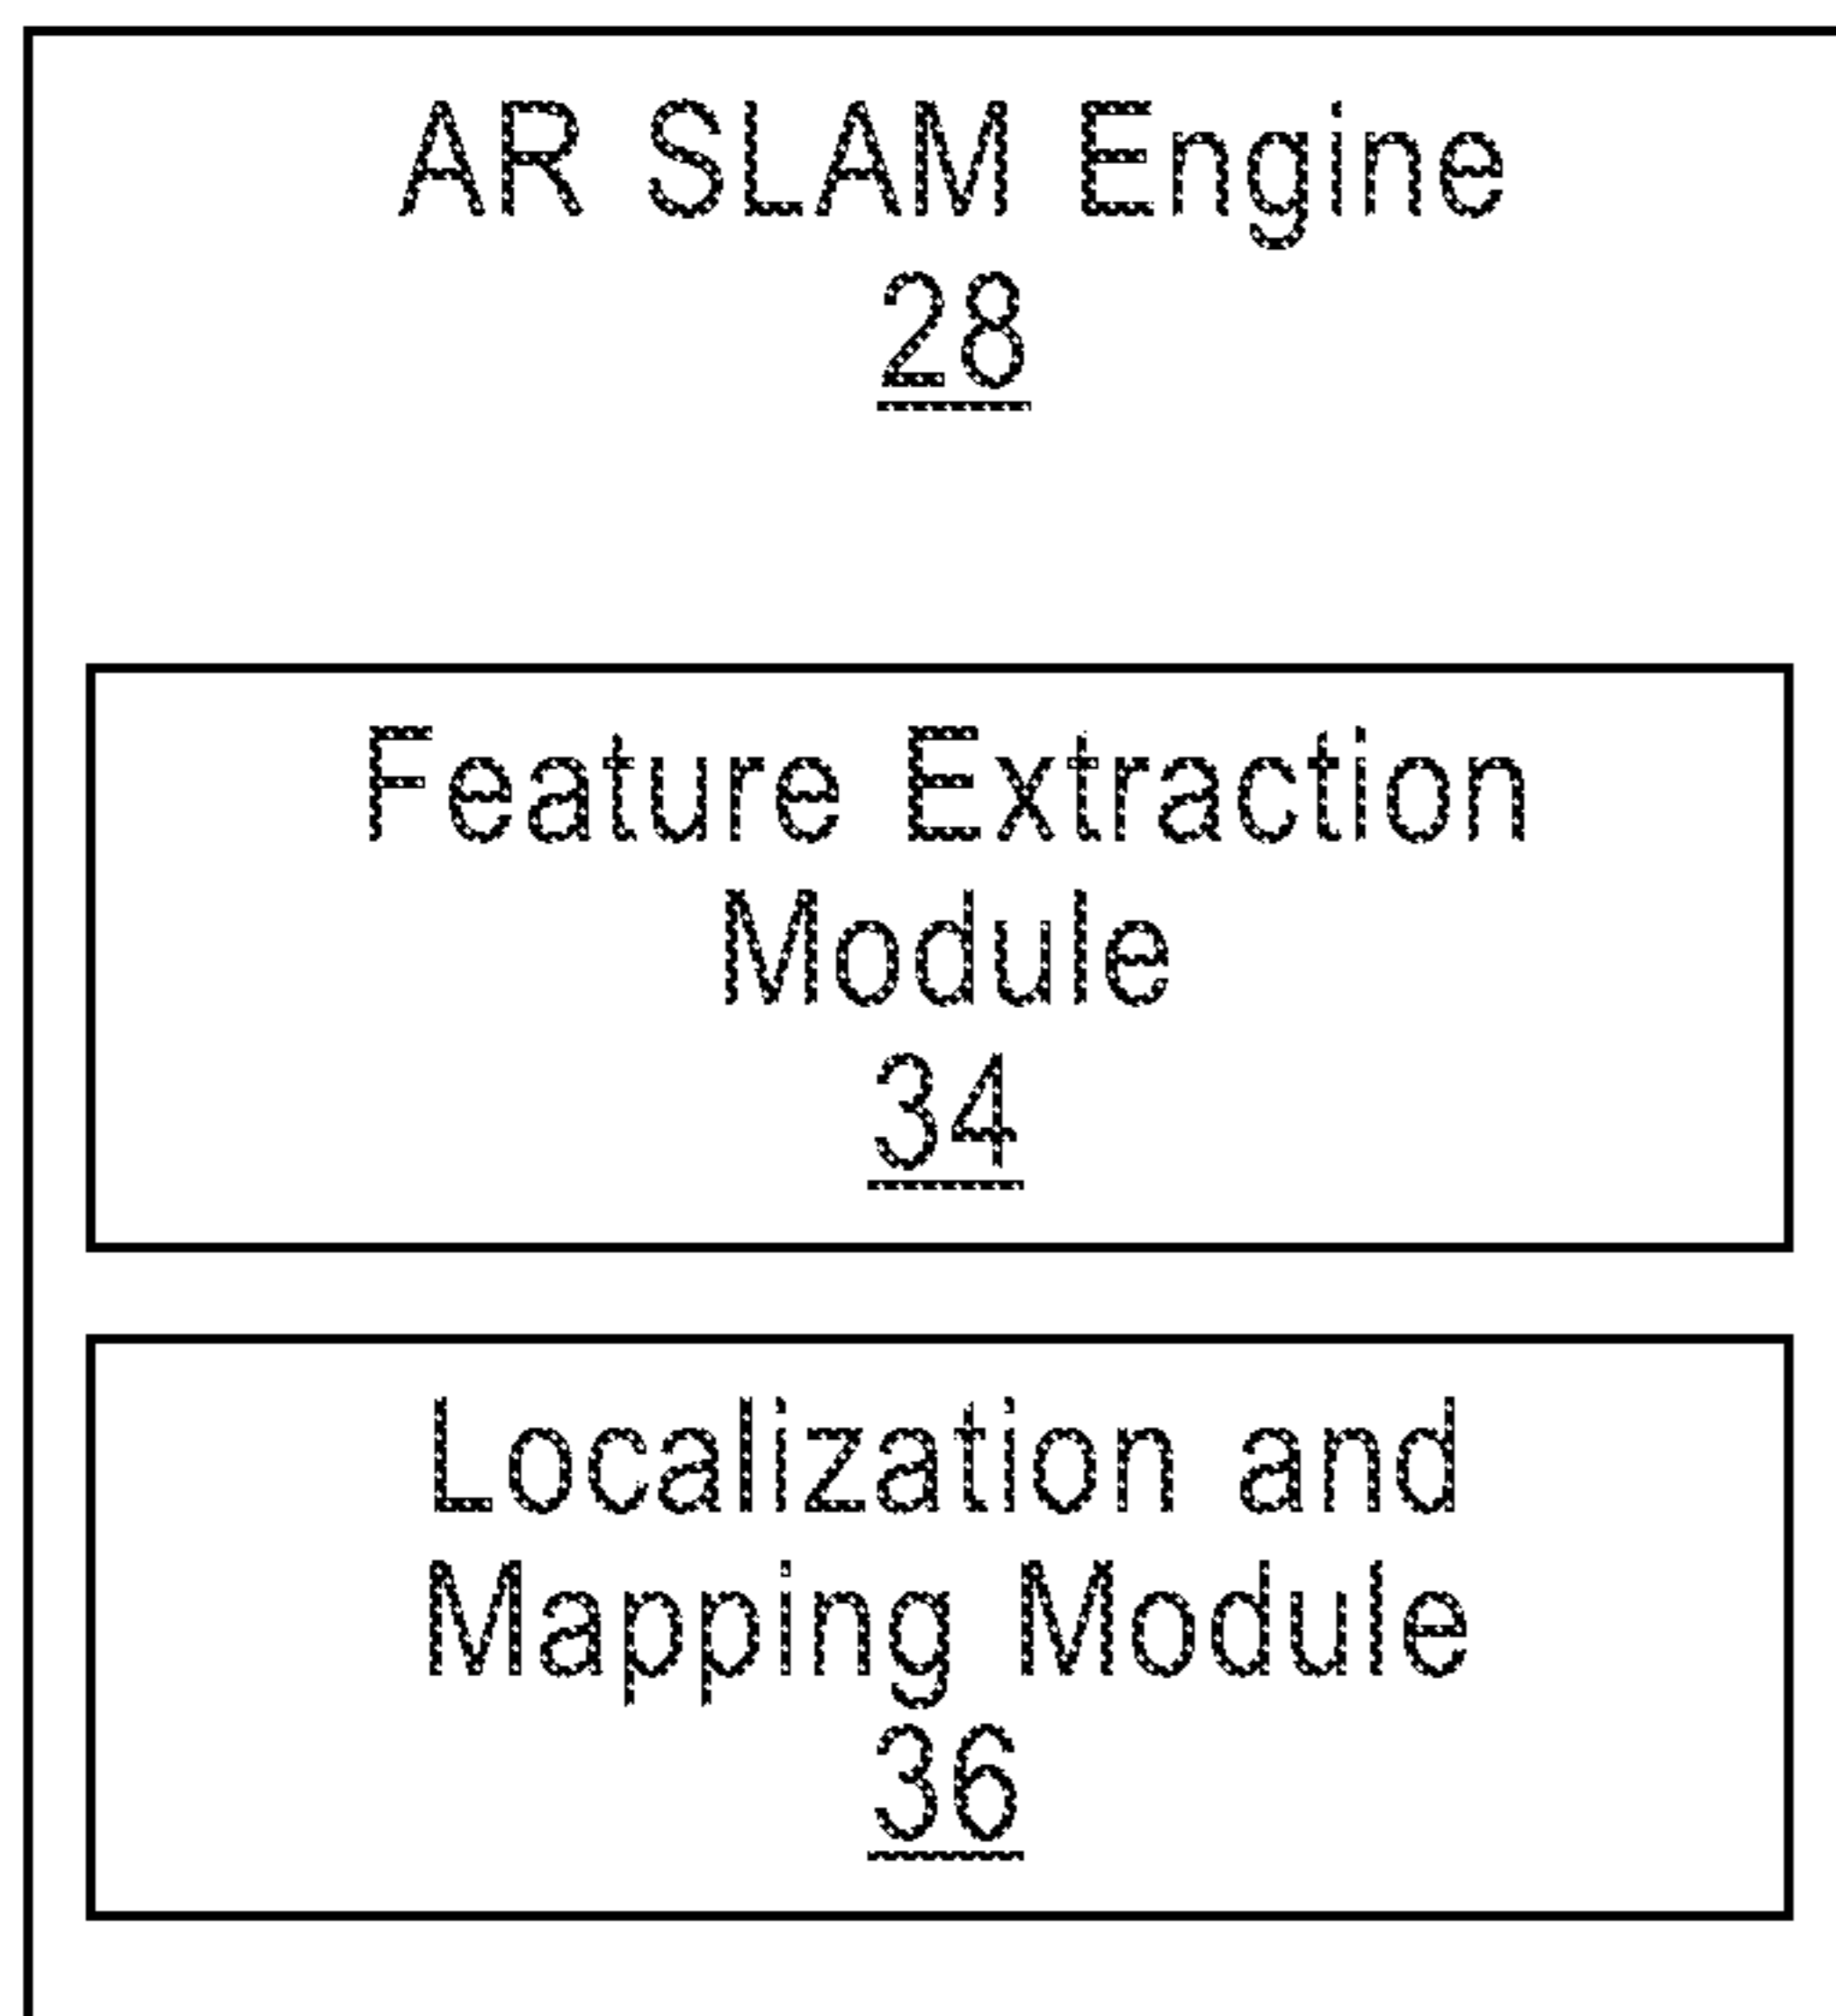 AR SLAM Engine
28
Feature Extraction
Module
34
Localization and
Mapping Module
36